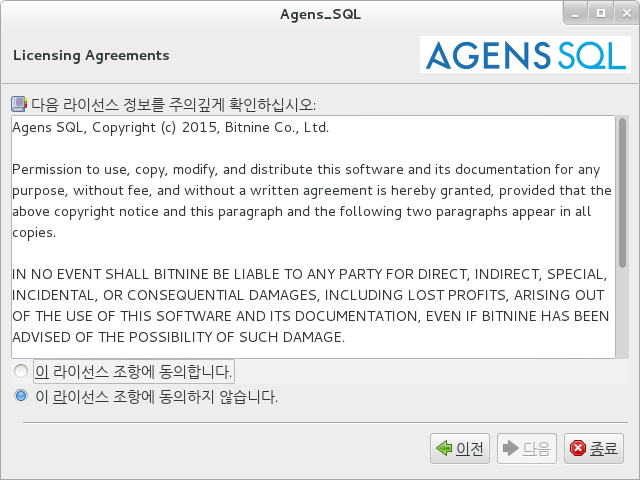 Agens_SQL
Licensing Agreements
AGENS SQL
다음 라이선스 정보를 주의깊게 확인하십시오:
Agens SQL, Copyright (c) 2015, Bitnine Co., Ltd.
Permission to use, copy, modify, and distribute this software and its documentation for any
purpose, without fee, and without a written agreement is hereby granted, provided that the
above copyright notice and this paragraph and the following two paragraphs appear in all
copies.
IN NO EVENT SHALL BITNINE BE LIABLE TO ANY PARTY FOR DIRECT, INDIRECT, SPECIAL,
INCIDENTAL, OR CONSEQUENTIAL DAMAGES, INCLUDING LOST PROFITS, ARISING OUT
OF THE USE OF THIS SOFTWARE AND ITS DOCUMENTATION, EVEN IF BITNINE HAS BEEN
ADVISED OF THE POSSIBILITY OF SUCH DAMAGE.
이 라이선스 조항에 동의합니다.
이 라이선스 조항에 동의하지 않습니다.
이전
다음
종료